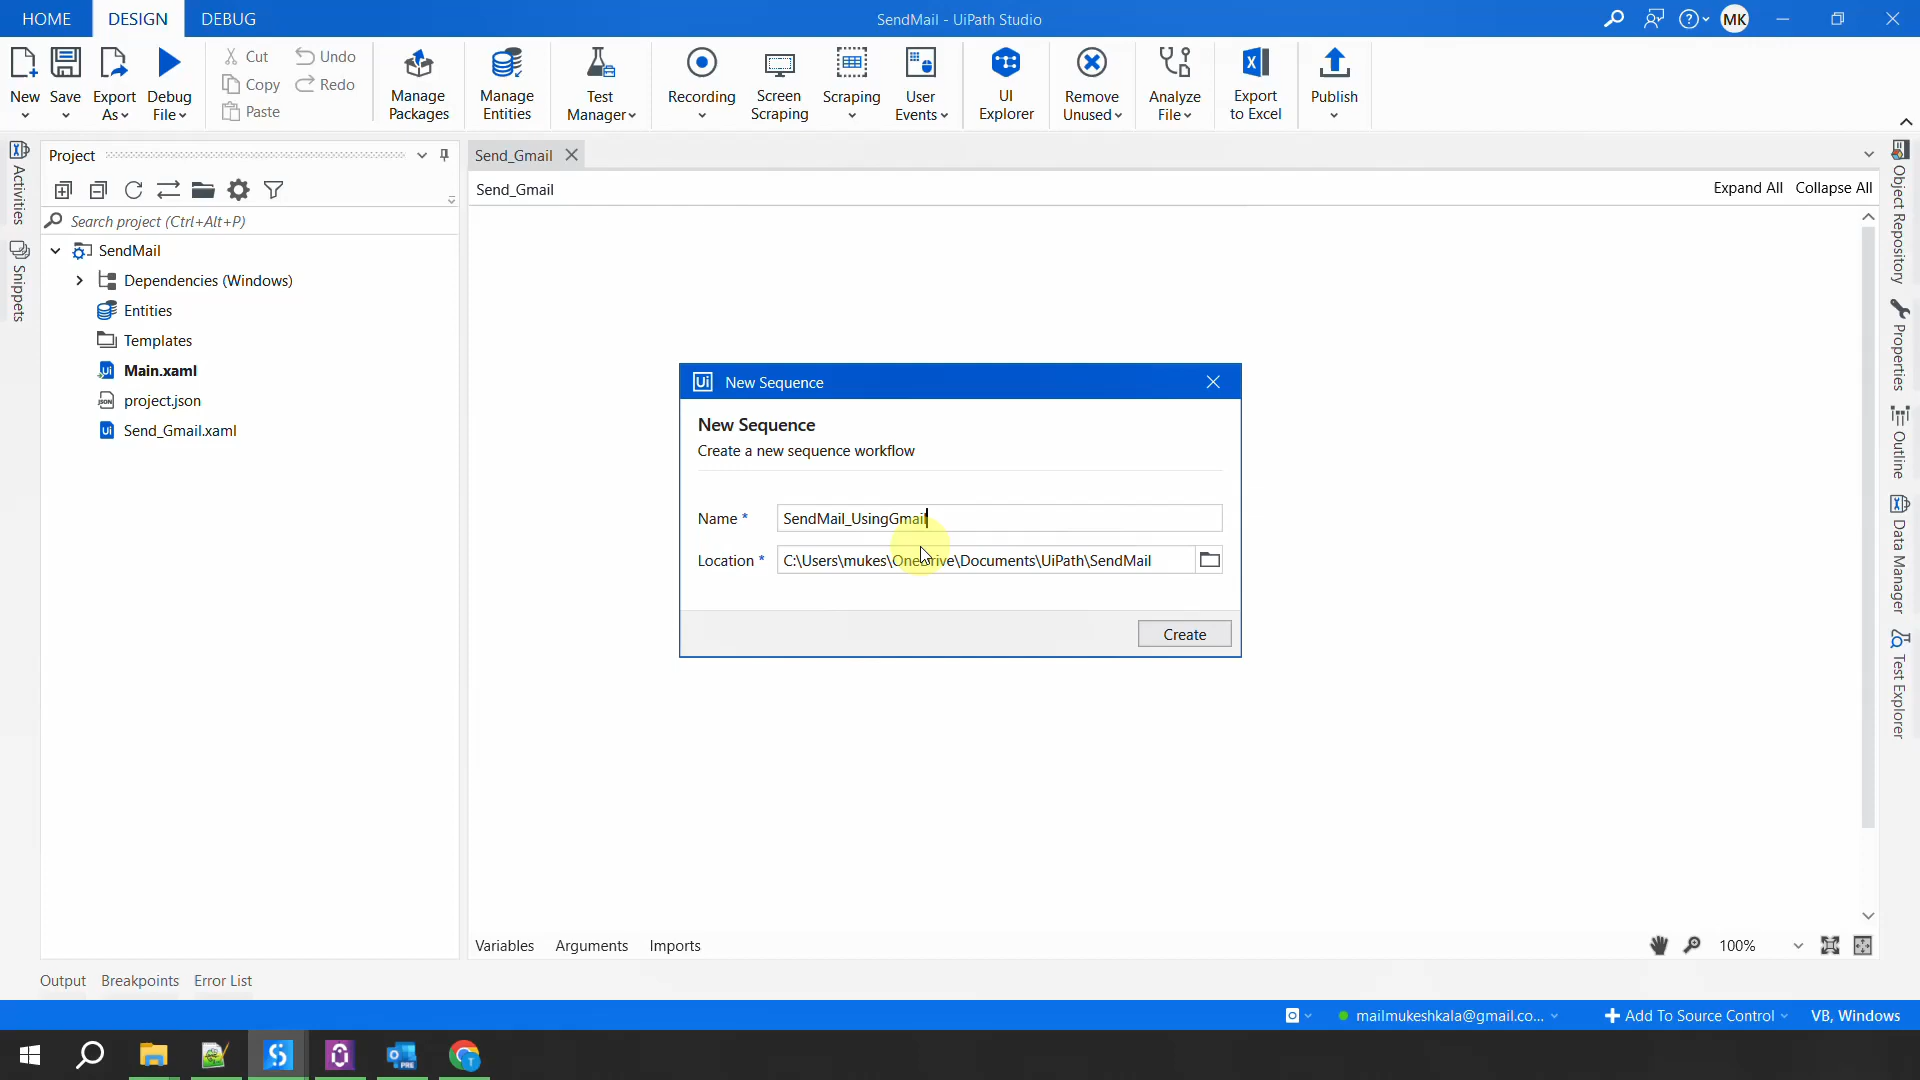 HOME DESIGN DEBUG
SendMail - UiPath Studio
MK
New Save Export As Debug File
Cut Copy Paste Undo Redo
Manage Packages
Manage Entities
Test Manager
Recording
Screen Scraping
Scraping
User Events
UI Explorer
Remove Unused
Analyze File
Export to Excel
Publish
Activities
Snippets
Project
Search project (Ctrl+Alt+P)
SendMail
Dependencies (Windows)
Entities
Templates
Main.xaml
project.json
Send_Gmail.xaml
Send_Gmail
Send_Gmail
Expand All Collapse All
New Sequence
New Sequence
Create a new sequence workflow
Name * SendMail_UsingGmail
Location * C:\Users\mukes\OneDrive\Documents\UiPath\SendMail
Create
Object Repository
Properties
Outline
Data Manager
Test Explorer
Variables Arguments Imports
100%
Output Breakpoints Error List
mailmukeshkala@gmail.co...
Add To Source Control
VB, Windows